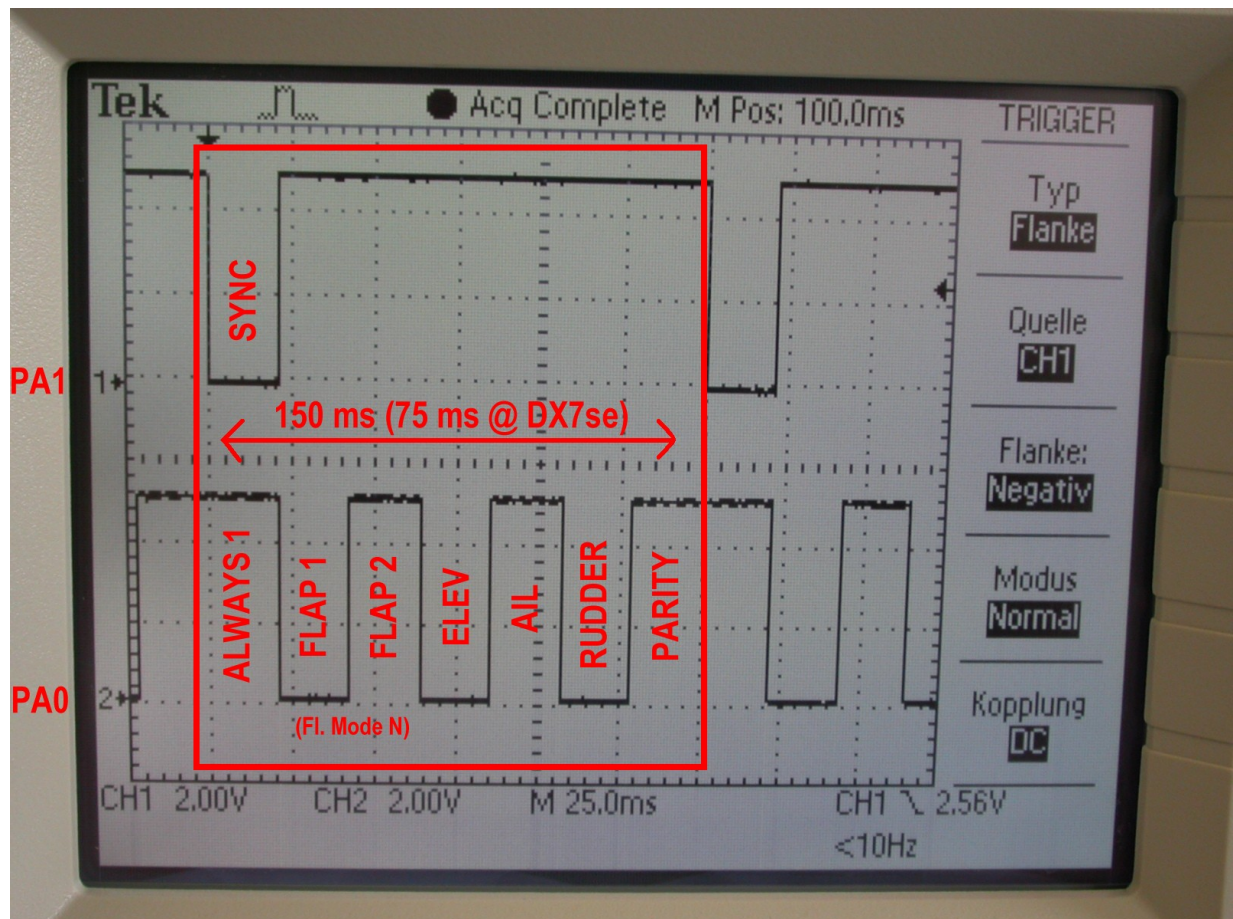 Tek
Acq Complete
M Pos: 100.0ms
TRIGGER
Typ
Flanke
Quelle
CH1
Flanke:
Negativ
Modus
Normal
Kopplung
DC
SYNC
PA1
1
150 ms (75 ms @ DX7se)
ALWAYS 1
FLAP 1
FLAP 2
ELEV
AIL
RUDDER
PARITY
PA0
2
(Fl. Mode N)
CH1 2.00V
CH2 2.00V
M 25.0ms
CH1
2.56V
<10Hz